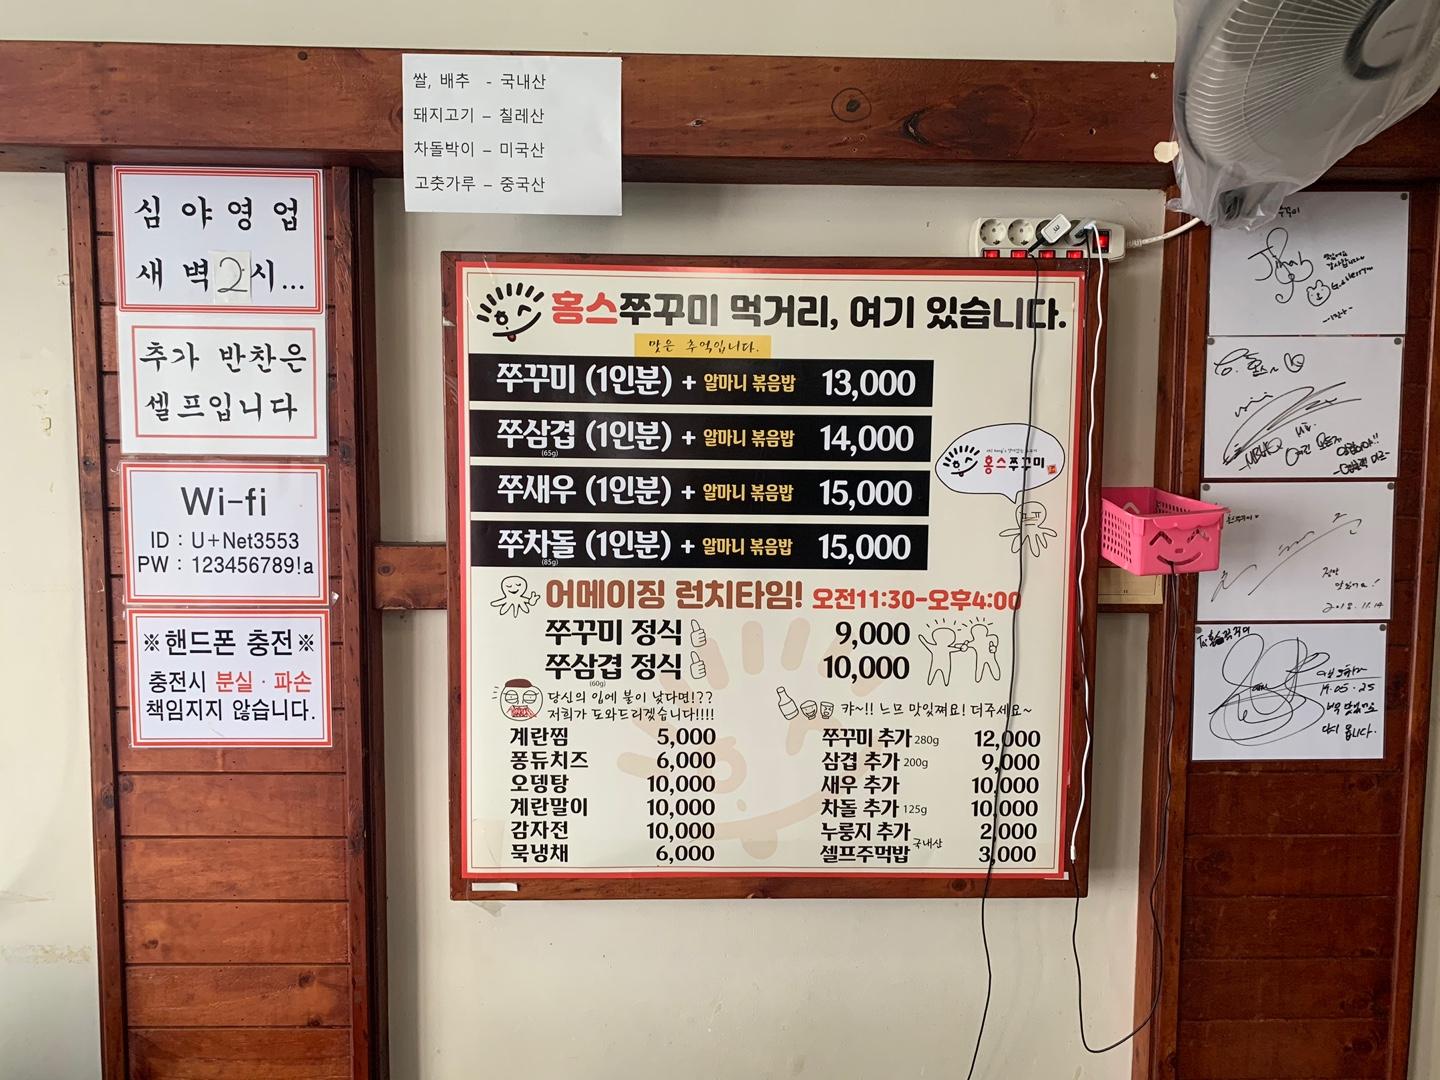 쌀, 배추 - 국내산
돼지고기 – 칠레산
차돌박이 – 미국산
고춧가루 – 중국산
심야영업
새벽2시...
추가 반찬은
셀프입니다
Wi-fi
ID : U+Net3553
PW : 123456789!a
※핸드폰 충전※
충전시 분실 · 파손
책임지지 않습니다.
홍스쭈꾸미 먹거리, 여기 있습니다.
맛은 추억입니다.
쭈꾸미 (1인분) + 알마니 볶음밥 13,000
쭈삼겹 (1인분) + 알마니 볶음밥 14,000
(65g)
쭈새우 (1인분) + 알마니 볶음밥 15,000
쭈차돌 (1인분) + 알마니 볶음밥 15,000
(85g)
홍스쭈꾸미
어메이징 런치타임! 오전11:30-오후4:00
쭈꾸미 정식 9,000
쭈삼겹 정식 10,000
(60g)
당신의 입에 불이 났다면!??
저희가 도와드리겠습니다!!!!
계란찜 5,000
퐁듀치즈 6,000
오뎅탕 10,000
계란말이 10,000
감자전 10,000
묵냉채 6,000
캬~!! 느므 맛있쪄요! 더주세요~
쭈꾸미 추가 280g 12,000
삼겹 추가 200g 9,000
새우 추가 10,000
차돌 추가 125g 10,000
누룽지 추가 2,000
국내산
셀프주먹밥 3,000
2018.11.14
19.05.25